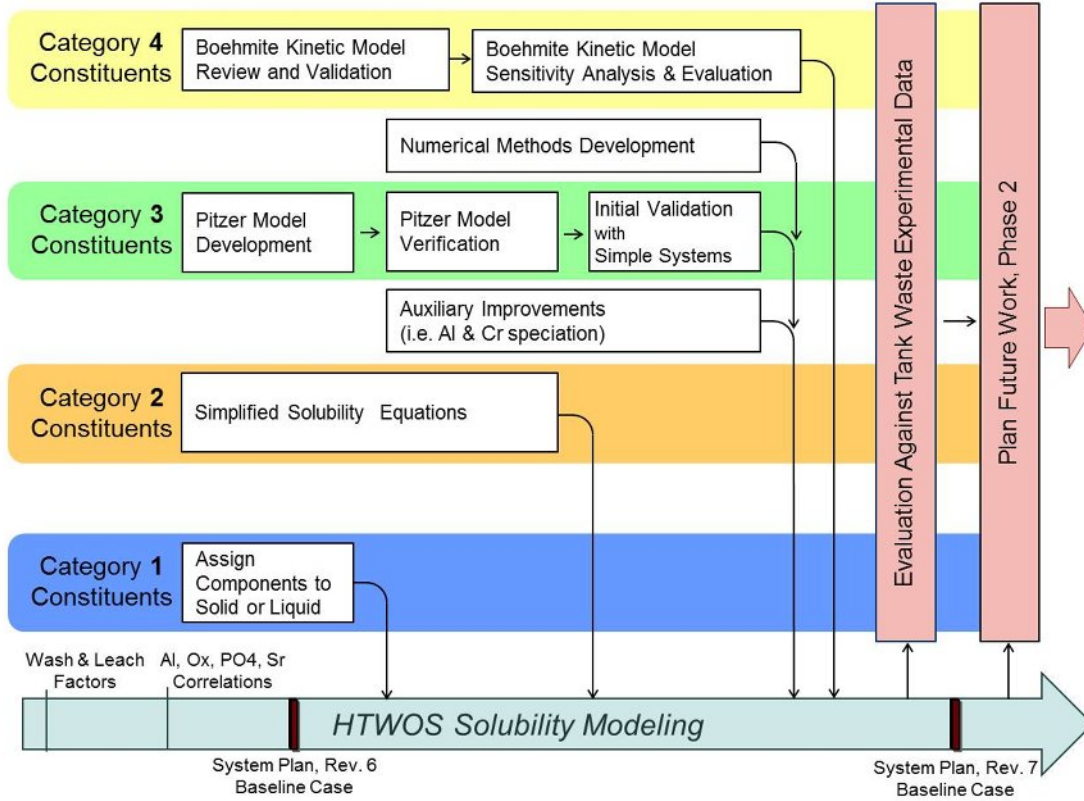 Category 4
Constituents
Boehmite Kinetic Model
Review and Validation
Boehmite Kinetic Model
Sensitivity Analysis & Evaluation
Numerical Methods Development
Category 3
Constituents
Pitzer Model
Development
Pitzer Model
Verification
Initial Validation
with
Simple Systems
Auxiliary Improvements
(i.e. Al & Cr speciation)
Category 2
Constituents
Simplified Solubility Equations
Category 1
Constituents
Assign
Components to
Solid or Liquid
Evaluation Against Tank Waste Experimental Data
Plan Future Work, Phase 2
Wash & Leach
Factors
Al, Ox, PO4, Sr
Correlations
HTWOS Solubility Modeling
System Plan, Rev. 6
Baseline Case
System Plan, Rev. 7
Baseline Case